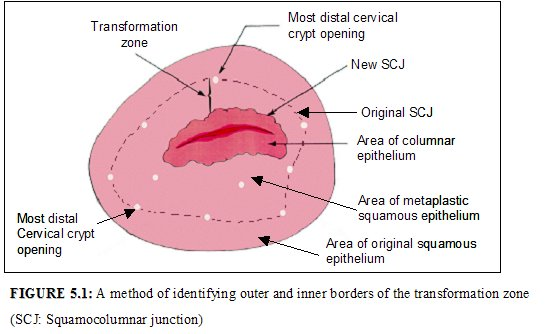 Most distal cervical
crypt opening
Transformation
zone
New SCJ
Original SCJ
Area of columnar
epithelium
Area of metaplastic
squamous epithelium
Most distal
Cervical crypt
opening
Area of original squamous
epithelium
FIGURE 5.1: A method of identifying outer and inner borders of the transformation zone
(SCJ: Squamocolumnar junction)